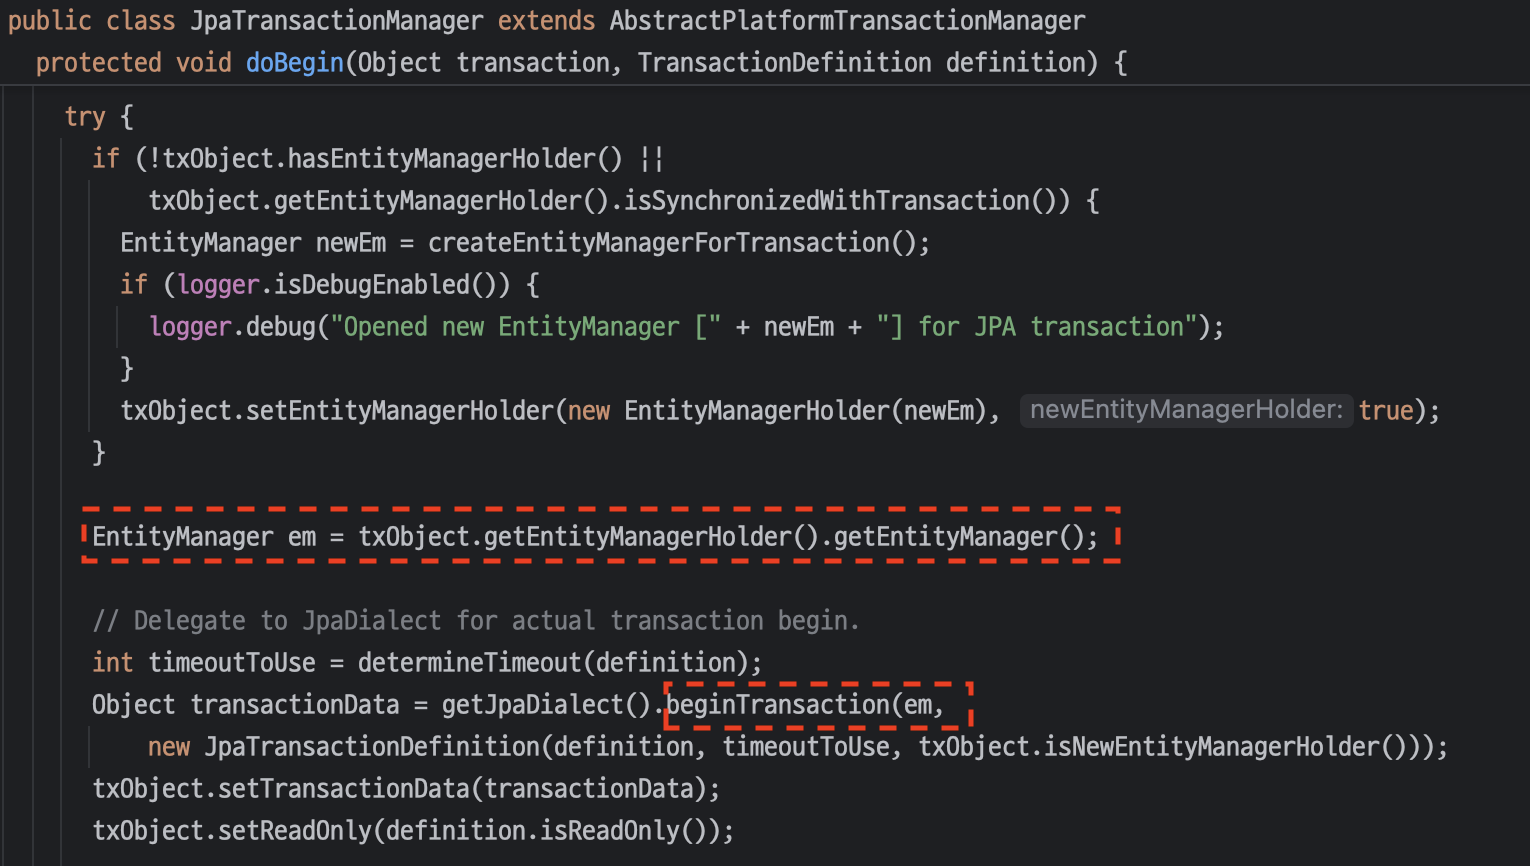 public class JpaTransactionManager extends AbstractPlatformTransactionManager
protected void doBegin(Object transaction, TransactionDefinition definition) {
try {
if (!txObject.hasEntityManagerHolder() ||
txObject.getEntityManagerHolder().isSynchronizedWithTransaction()) {
EntityManager newEm = createEntityManagerForTransaction();
if (logger.isDebugEnabled()) {
logger.debug("Opened new EntityManager [" + newEm + "] for JPA transaction");
}
txObject.setEntityManagerHolder(new EntityManagerHolder(newEm), newEntityManagerHolder: true);
}
EntityManager em = txObject.getEntityManagerHolder().getEntityManager();
// Delegate to JpaDialect for actual transaction begin.
int timeoutToUse = determineTimeout(definition);
Object transactionData = getJpaDialect().beginTransaction(em,
new JpaTransactionDefinition(definition, timeoutToUse, txObject.isNewEntityManagerHolder()));
txObject.setTransactionData(transactionData);
txObject.setReadOnly(definition.isReadOnly());